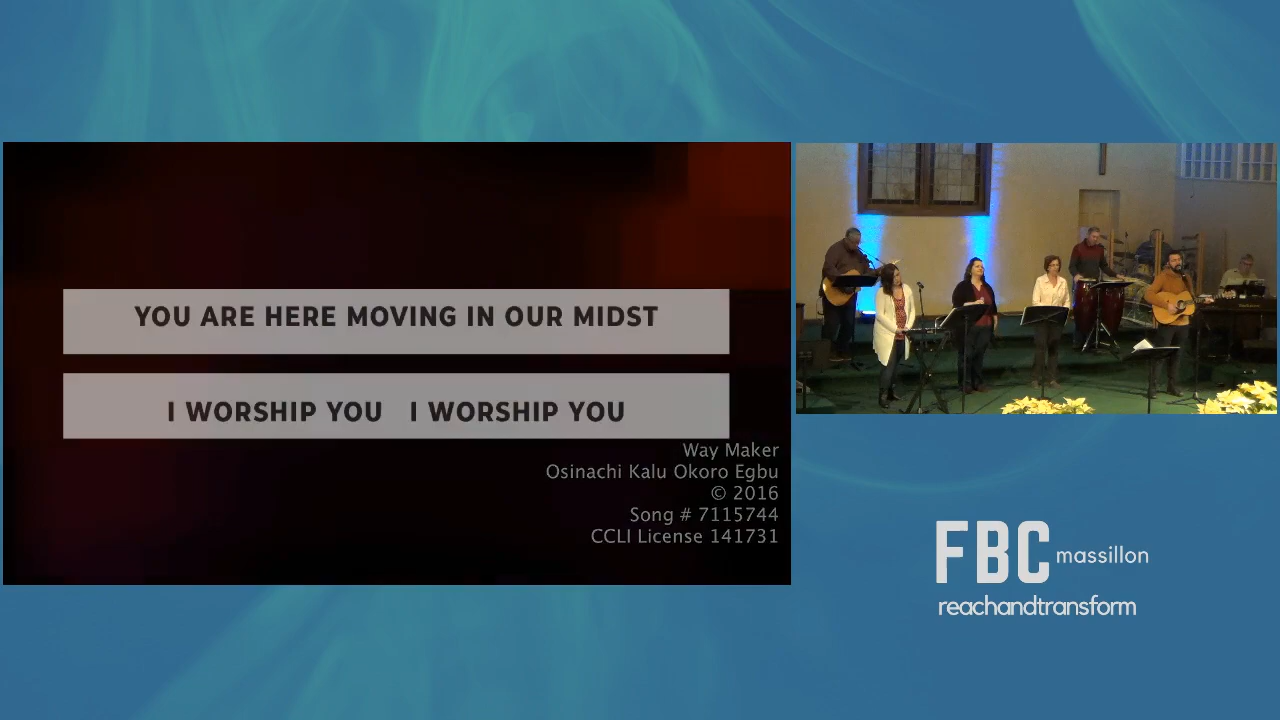 YOU ARE HERE MOVING IN OUR MIDST
I WORSHIP YOU I WORSHIP YOU
Way Maker
Osinachi Kalu Okoro Egbu
© 2016
Song # 7115744
CCLI License 141731
FBC massillon
reachandtransform